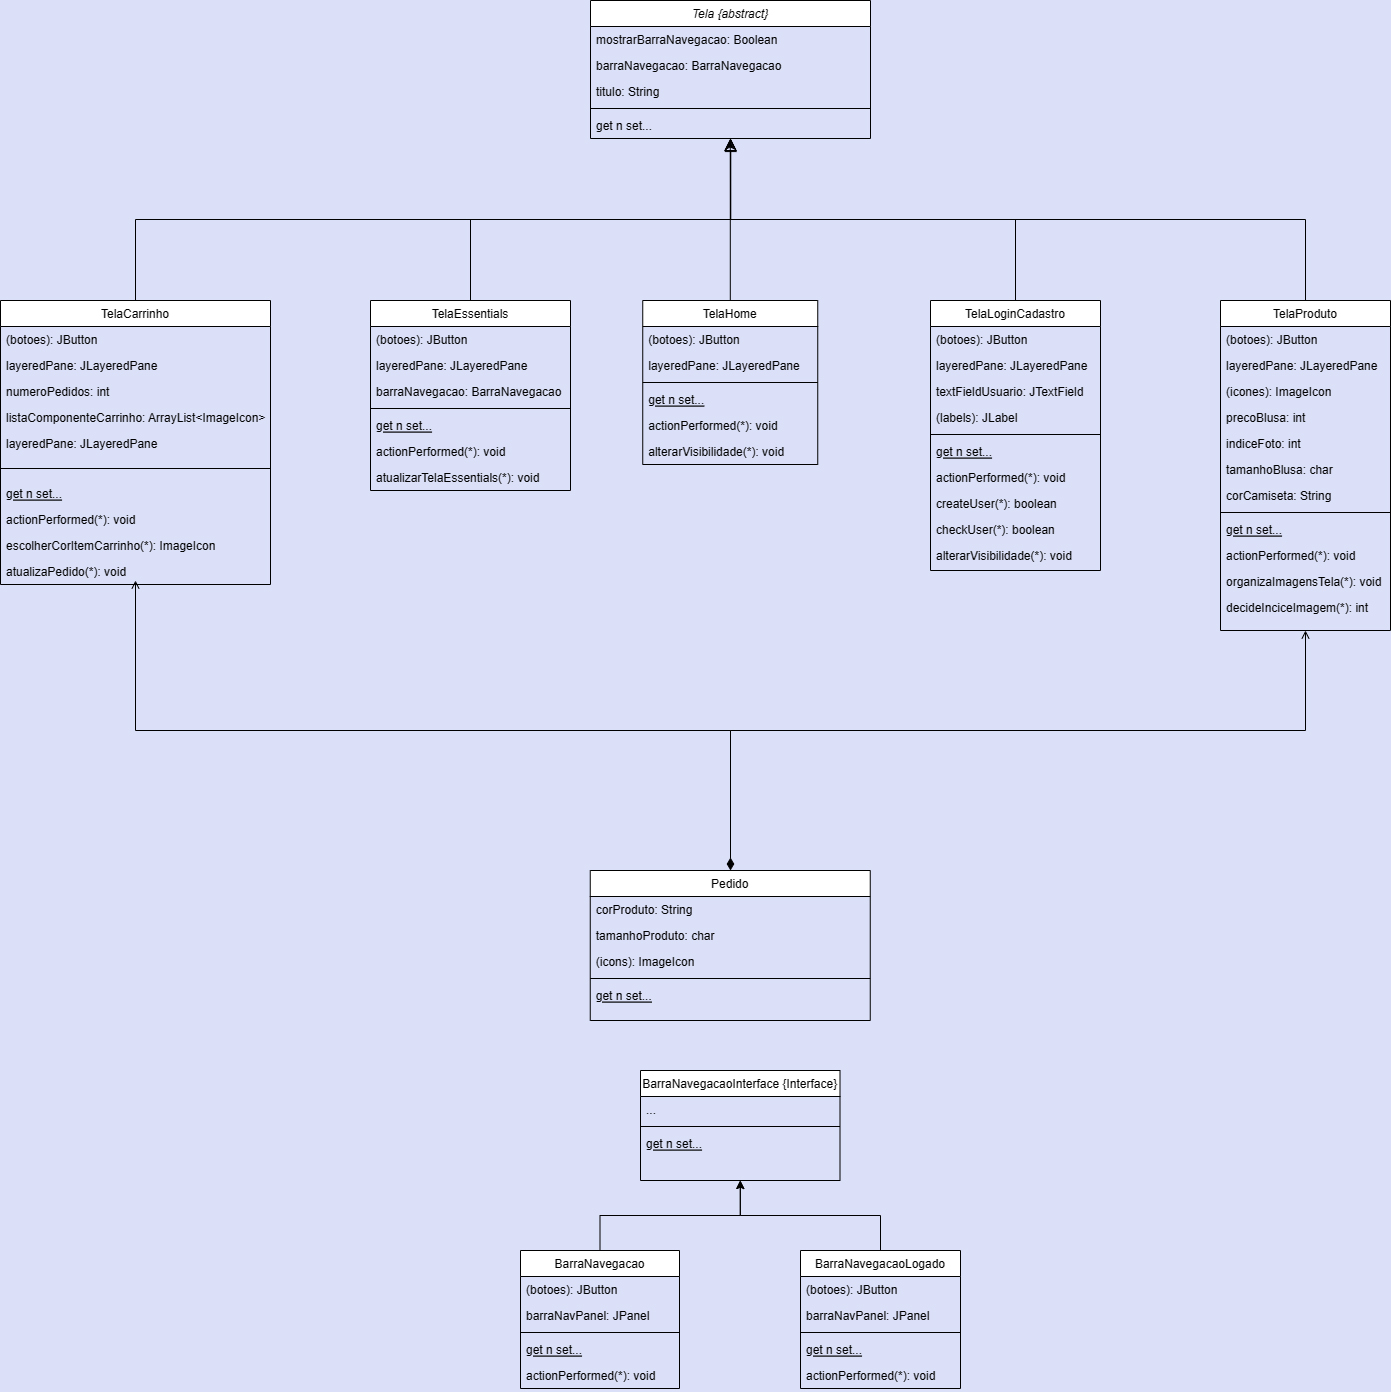 Tela {abstract}
mostrarBarraNavegacao: Boolean
barraNavegacao: BarraNavegacao
titulo: String
get n set...
TelaCarrinho
(botoes): JButton
layeredPane: JLayeredPane
numeroPedidos: int
listaComponenteCarrinho: ArrayList<ImageIcon>
layeredPane: JLayeredPane
get n set...
actionPerformed(*): void
escolherCorItemCarrinho(*): ImageIcon
atualizaPedido(*): void
TelaEssentials
(botoes): JButton
layeredPane: JLayeredPane
barraNavegacao: BarraNavegacao
get n set...
actionPerformed(*): void
atualizarTelaEssentials(*): void
TelaHome
(botoes): JButton
layeredPane: JLayeredPane
get n set...
actionPerformed(*): void
alterarVisibilidade(*): void
TelaLoginCadastro
(botoes): JButton
layeredPane: JLayeredPane
textFieldUsuario: JTextField
(labels): JLabel
get n set...
actionPerformed(*): void
createUser(*): boolean
checkUser(*): boolean
alterarVisibilidade(*): void
TelaProduto
(botoes): JButton
layeredPane: JLayeredPane
(icones): ImageIcon
precoBlusa: int
indiceFoto: int
tamanhoBlusa: char
corCamiseta: String
get n set...
actionPerformed(*): void
organizaImagensTela(*): void
decideInciceImagem(*): int
Pedido
corProduto: String
tamanhoProduto: char
(icons): ImageIcon
get n set...
BarraNavegacaoInterface {Interface}
...
get n set...
BarraNavegacao
(botoes): JButton
barraNavPanel: JPanel
get n set...
actionPerformed(*): void
BarraNavegacaoLogado
(botoes): JButton
barraNavPanel: JPanel
get n set...
actionPerformed(*): void